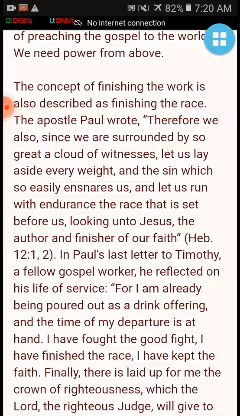 82% 7:20 AM
0KB/s U:0KB/s No internet connection
of preaching the gospel to the world
We need power from above.
The concept of finishing the work is
also described as finishing the race.
The apostle Paul wrote, “Therefore we
also, since we are surrounded by so
great a cloud of witnesses, let us lay
aside every weight, and the sin which
so easily ensnares us, and let us run
with endurance the race that is set
before us, looking unto Jesus, the
author and finisher of our faith” (Heb.
12:1, 2). In Paul's last letter to Timothy,
a fellow gospel worker, he reflected on
his life of service: “For I am already
being poured out as a drink offering,
and the time of my departure is at
hand. I have fought the good fight, I
have finished the race, I have kept the
faith. Finally, there is laid up for me the
crown of righteousness, which the
Lord, the righteous Judge, will give to